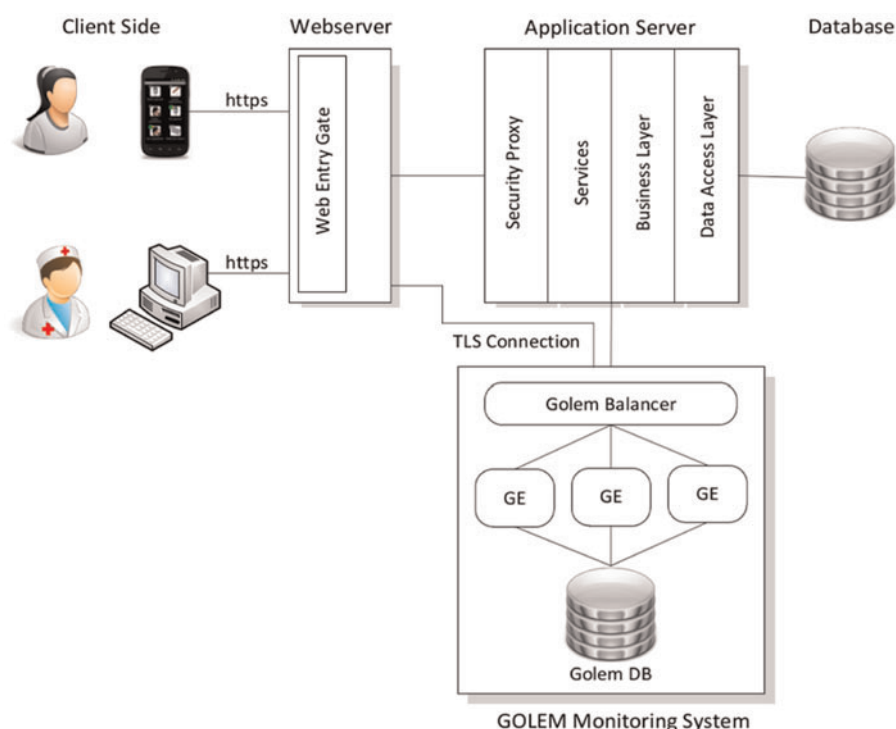 Client Side
Webserver
Application Server
Database
https
https
Web Entry Gate
Security Proxy
Services
Business Layer
Data Access Layer
TLS Connection
Golem Balancer
GE
GE
GE
Golem DB
GOLEM Monitoring System